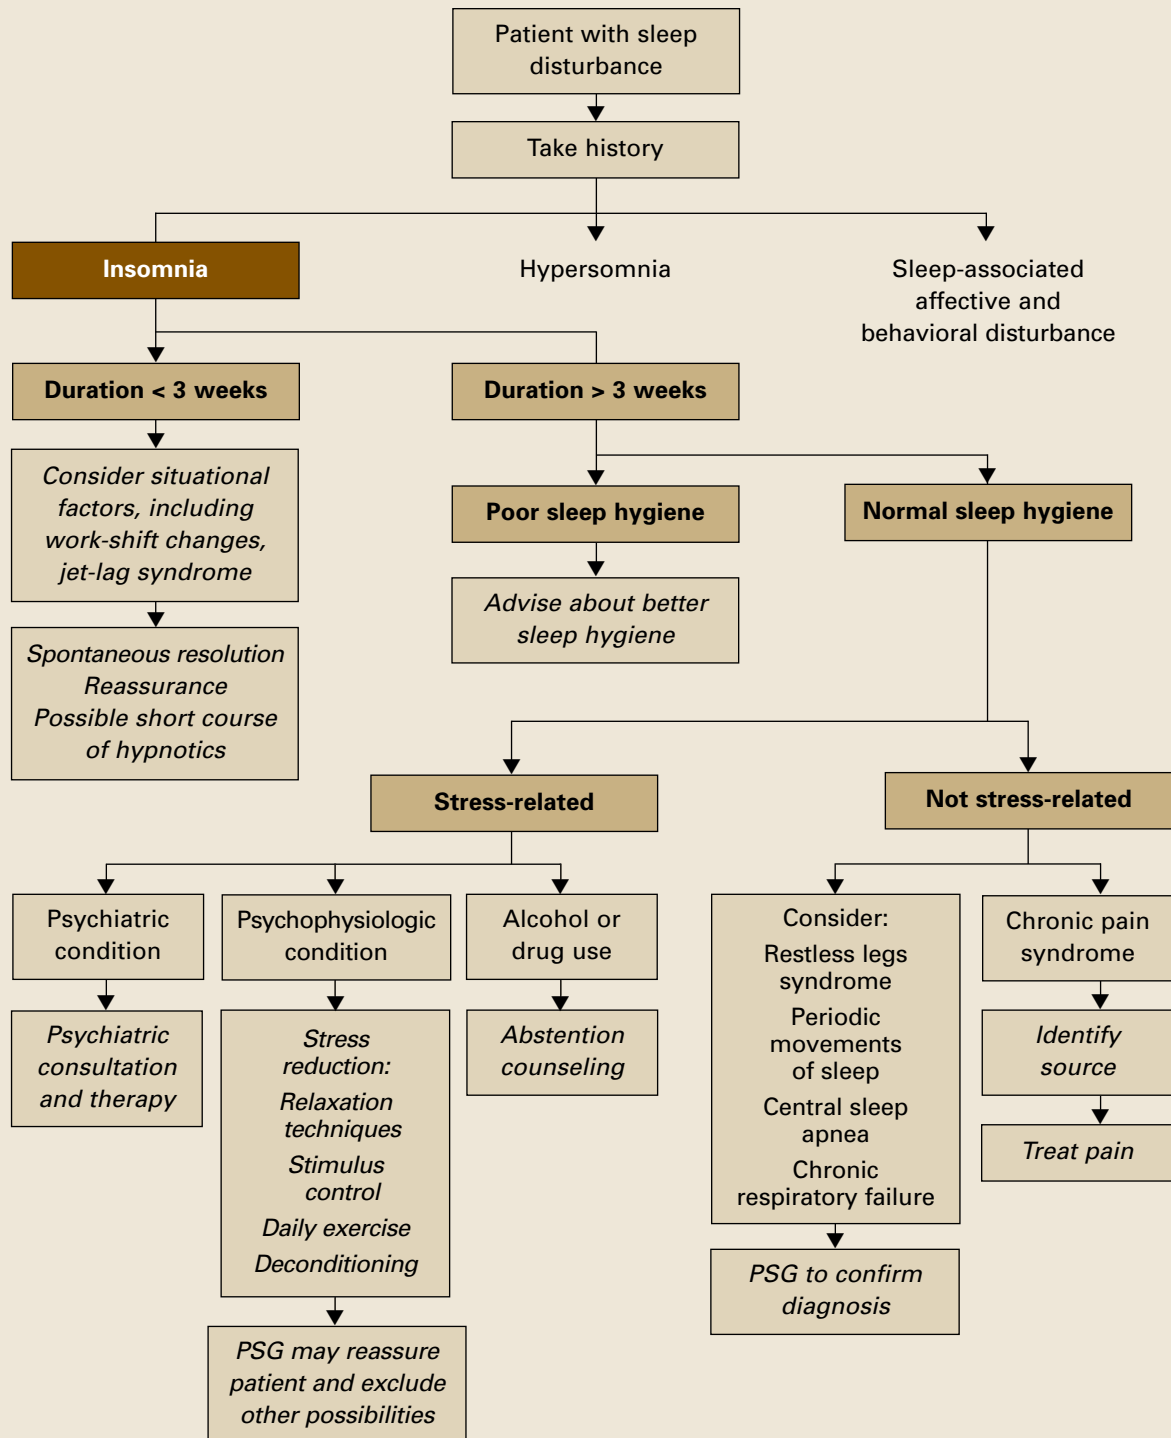 Patient with sleep
disturbance
Take history
Insomnia
Hypersomnia
Sleep-associated
affective and
behavioral disturbance
Duration < 3 weeks
Duration > 3 weeks
Consider situational
factors, including
work-shift changes,
jet-lag syndrome
Poor sleep hygiene
Normal sleep hygiene
Advise about better
sleep hygiene
Spontaneous resolution
Reassurance
Possible short course
of hypnotics
Stress-related
Not stress-related
Psychiatric
condition
Psychophysiologic
condition
Alcohol or
drug use
Consider:
Restless legs
syndrome
Periodic
movements
of sleep
Central sleep
apnea
Chronic
respiratory failure
Chronic pain
syndrome
Psychiatric
consultation
and therapy
Stress
reduction:
Relaxation
techniques
Stimulus
control
Daily exercise
Deconditioning
Abstention
counseling
Identify
source
Treat pain
PSG to confirm
diagnosis
PSG may reassure
patient and exclude
other possibilities